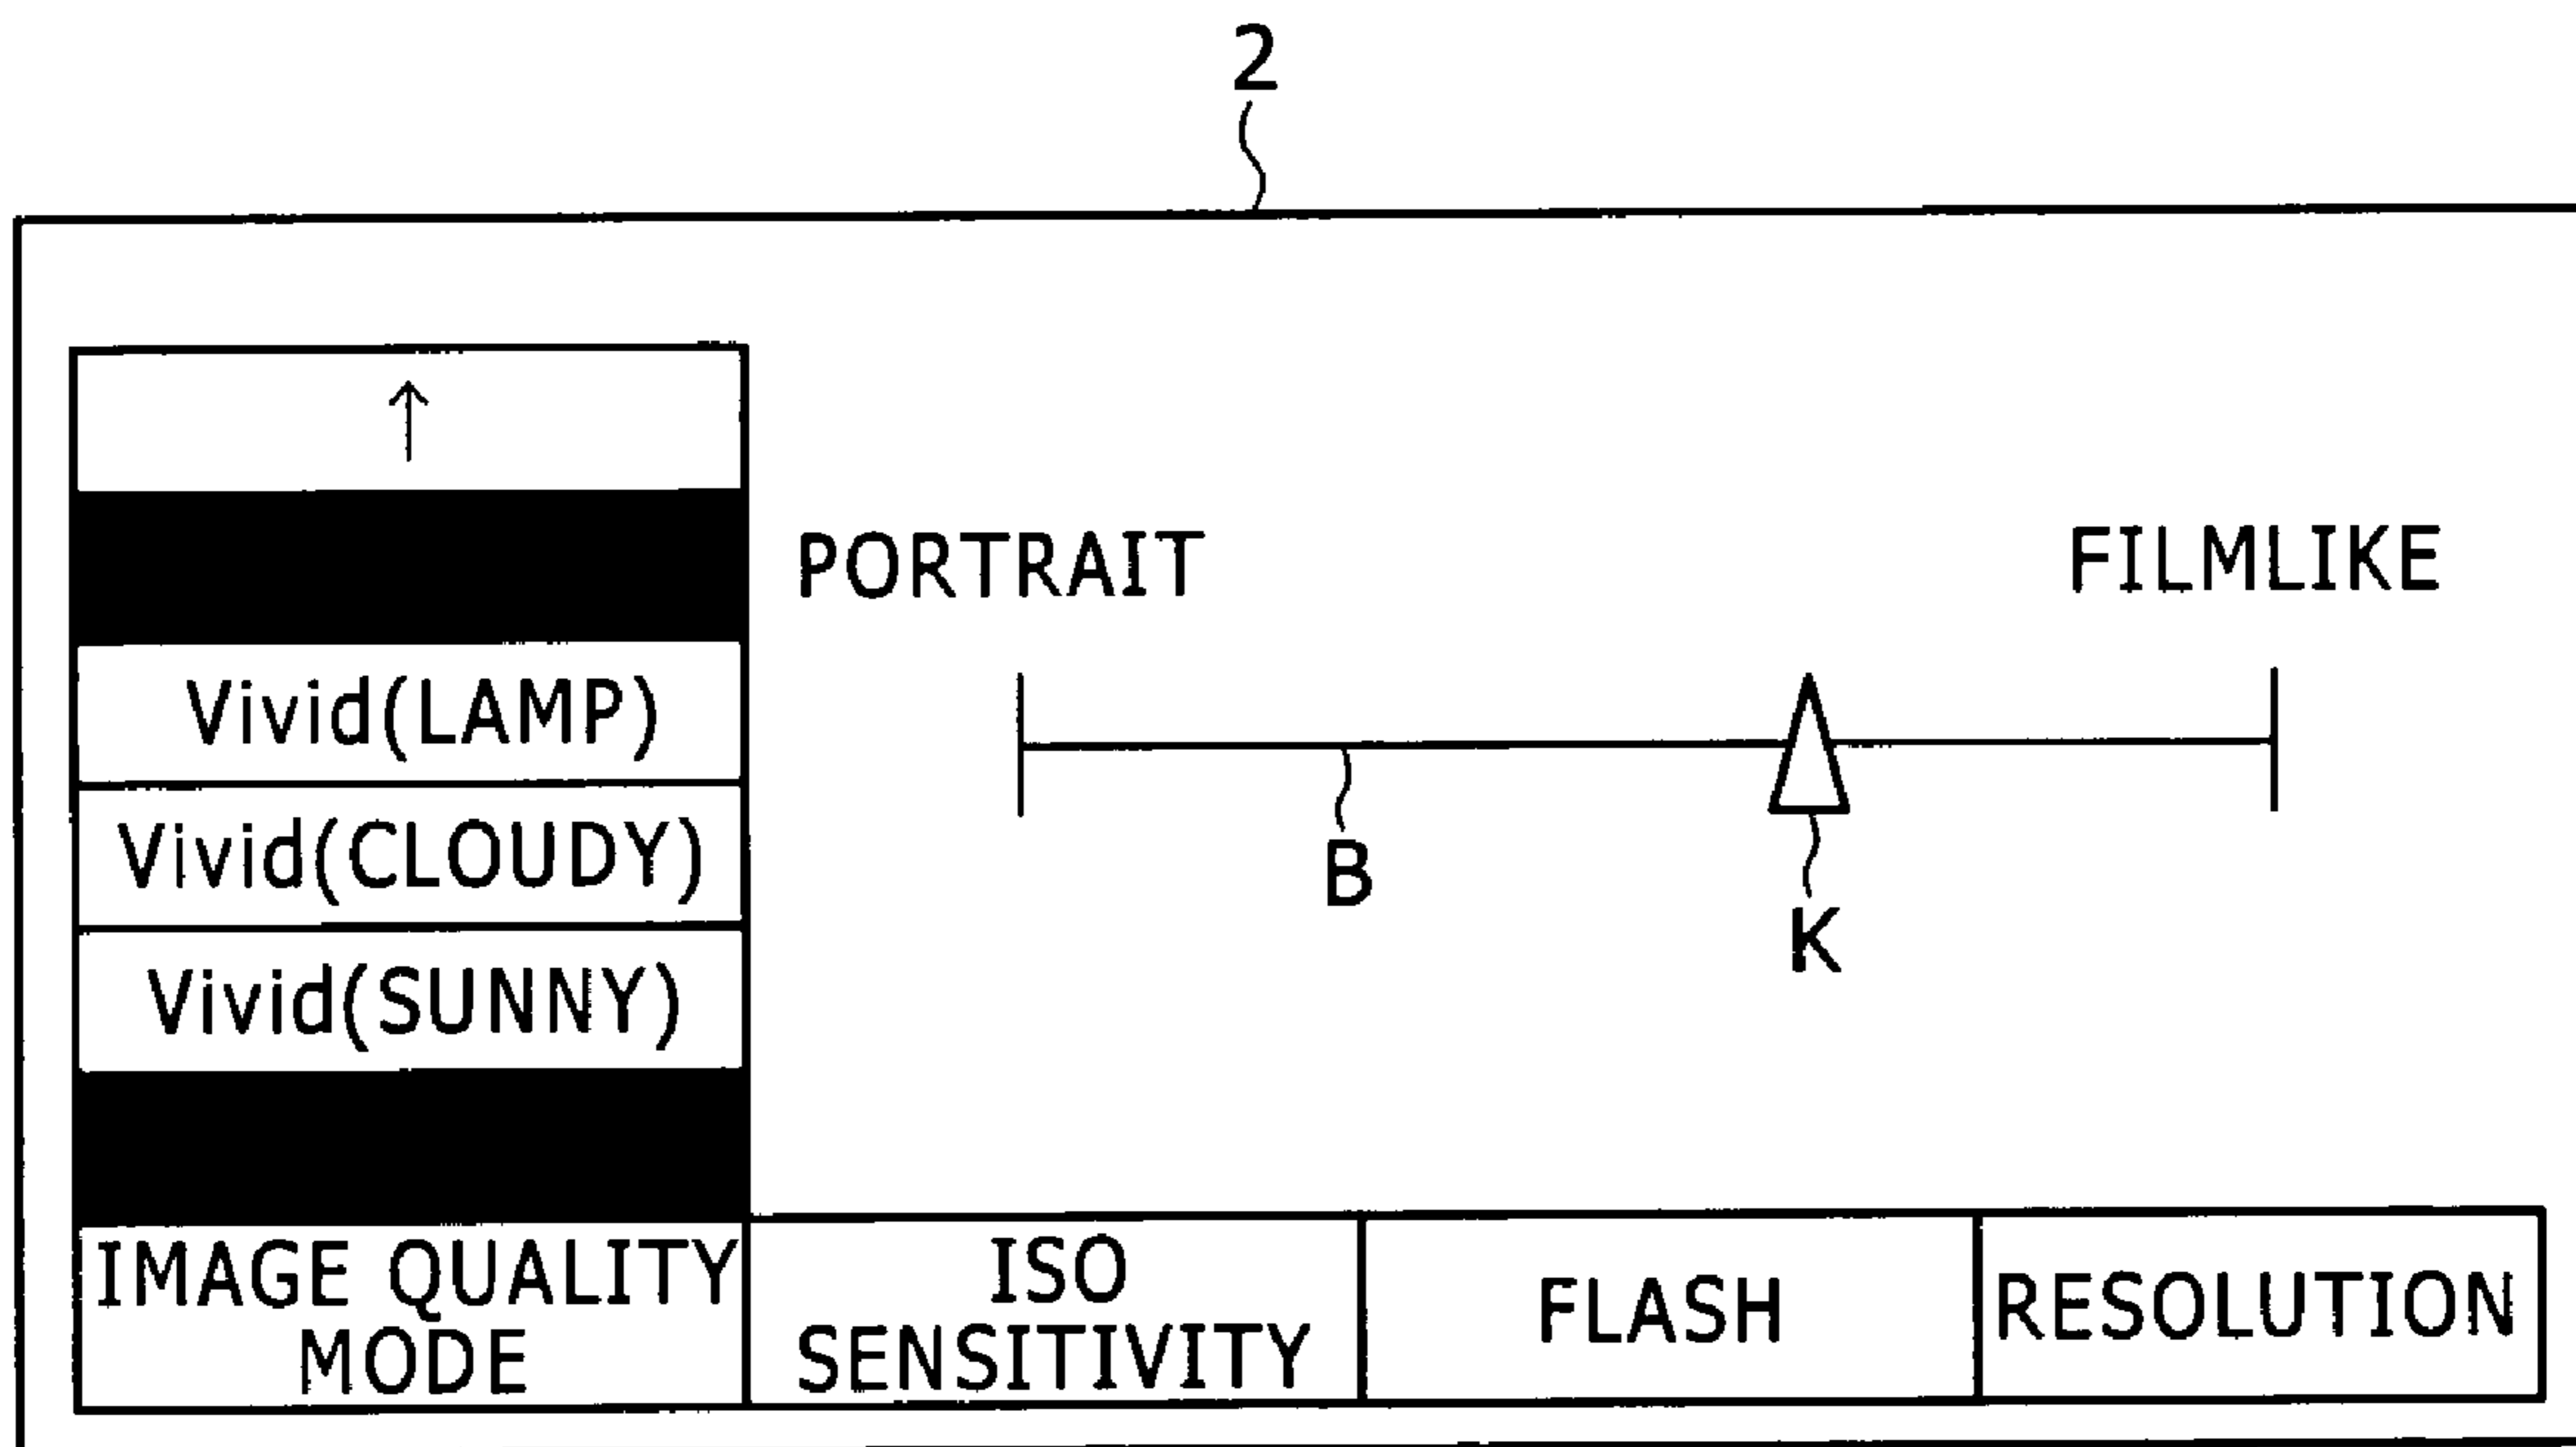 2
↑
PORTRAIT
FILMLIKE
Vivid(LAMP)
Vivid(CLOUDY)
B
K
Vivid(SUNNY)
IMAGE QUALITY
MODE
ISO
SENSITIVITY
FLASH
RESOLUTION